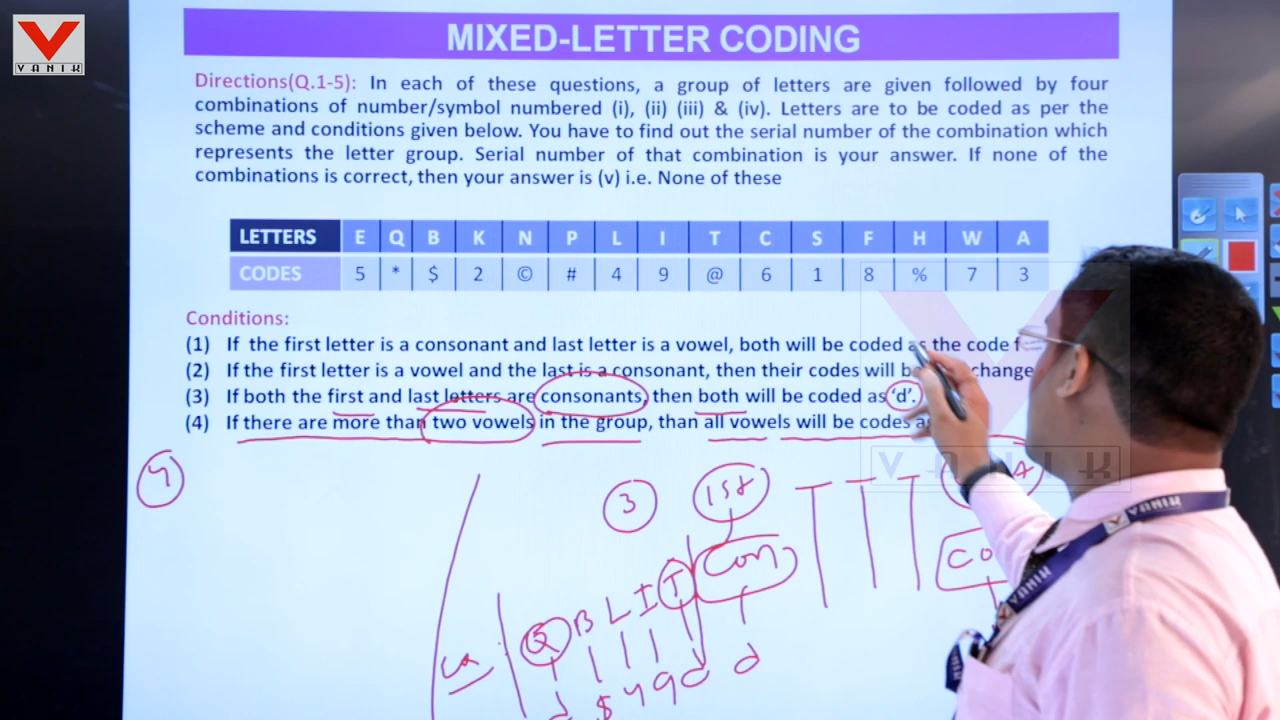 VANIK
MIXED-LETTER CODING
Directions(Q.1-5): In each of these questions, a group of letters are given followed by four
combinations of number/symbol numbered (i), (ii) (iii) & (iv). Letters are to be coded as per the
scheme and conditions given below. You have to find out the serial number of the combination which
represents the letter group. Serial number of that combination is your answer. If none of the
combinations is correct, then your answer is (v) i.e. None of these
LETTERS E Q B K N P L I T C S F H W A
CODES 5 * $ 2 © # 4 9 @ 6 1 8 % 7 3
Conditions:
(1) If the first letter is a consonant and last letter is a vowel, both will be coded as the code f
(2) If the first letter is a vowel and the last is a consonant, then their codes will change
(3) If both the first and last letters are consonants, then both will be coded as 'd'.
(4) If there are more than two vowels in the group, than all vowels will be codes
VANIK
3 1st
Con Co
Q B L I T
d $ 4 9 d d
VANIK
VANIK